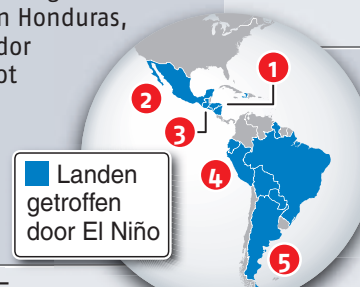 n Honduras,
dor
ot
1
2
3
4
5
Landen
getroffen
door El Niño